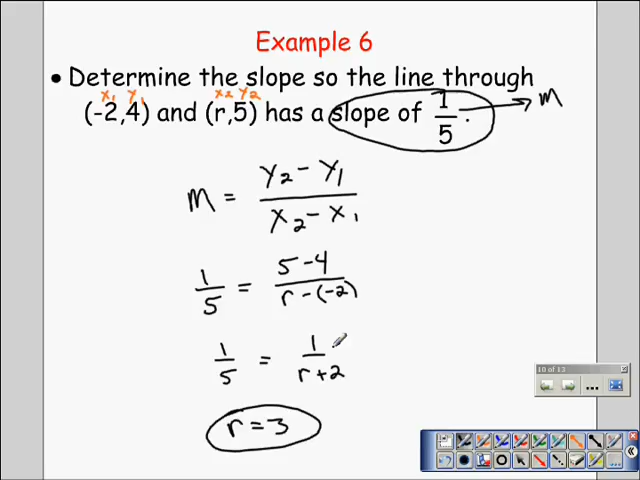 Example 6
• Determine the slope so the line through
x₁ y₁ x₂ y₂
(-2,4) and (r,5) has a slope of 1/5. → m
m = (y₂ - y₁)/(x₂ - x₁)
1/5 = (5 - 4)/(r - (-2))
1/5 = 1/(r + 2)
r = 3
10 of 13
...
...